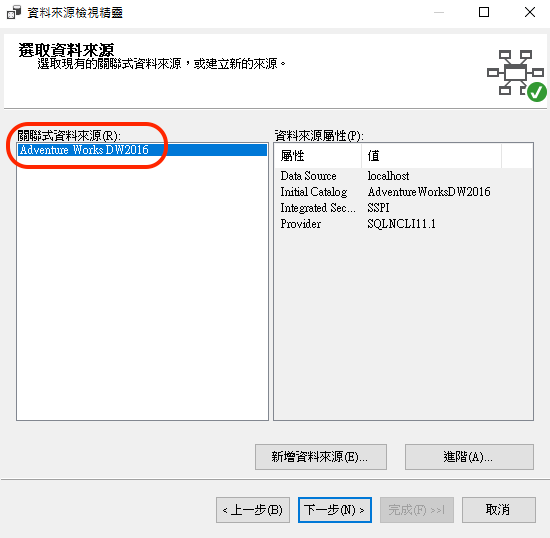 資料來源檢視精靈
選取資料來源
選取現有的關聯式資料來源，或建立新的來源。
關聯式資料來源(R):
Adventure Works DW2016
資料來源屬性(P):
屬性 值
Data Source localhost
Initial Catalog AdventureWorksDW2016
Integrated Sec... SSPI
Provider SQLNCLI11.1
新增資料來源(E)... 進階(A)...
< 上一步(B) 下一步(N) > 完成(F) >>| 取消